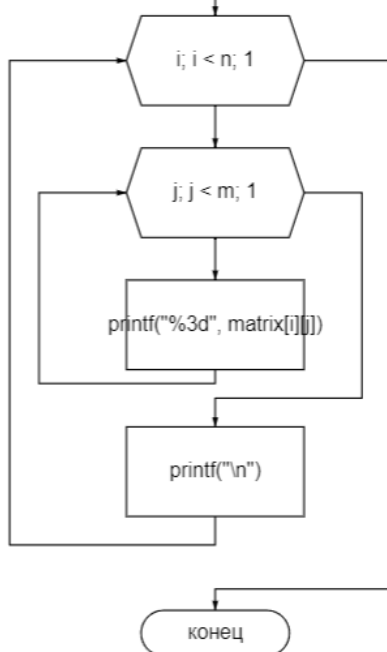 i; i < n; 1
j; j < m; 1
printf("%3d", matrix[i][j])
printf("\n")
конец